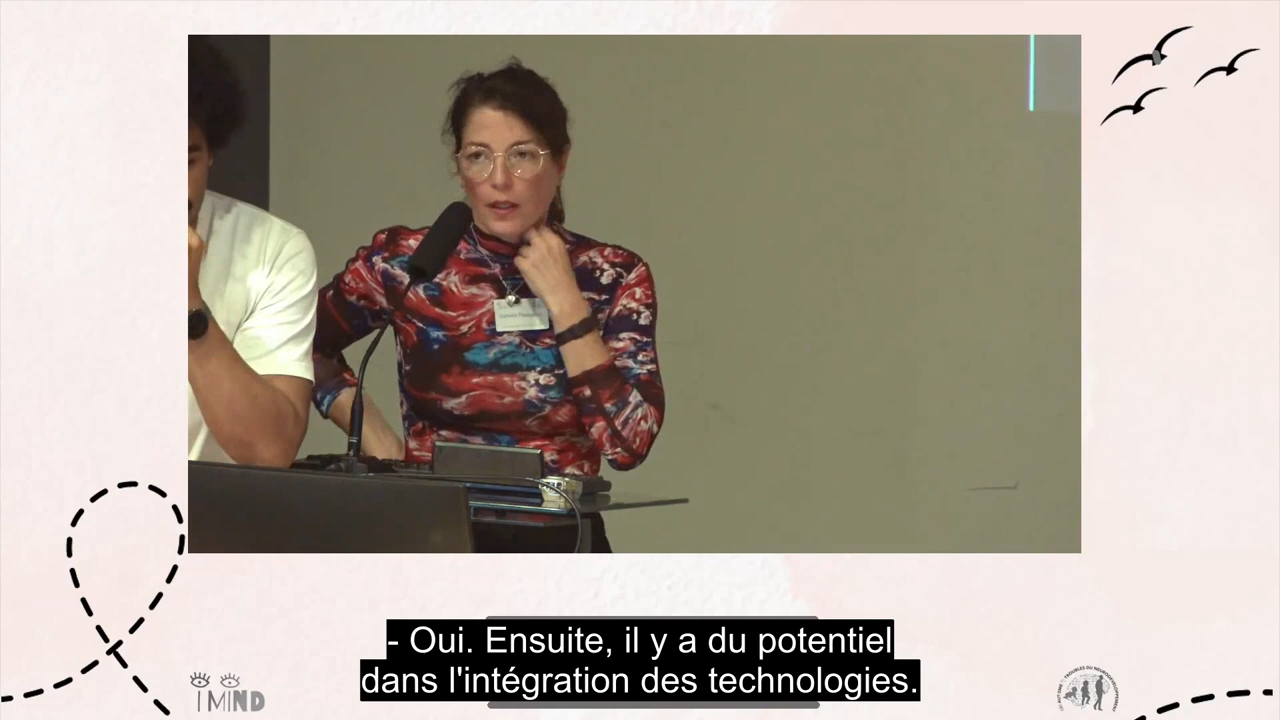 - Oui. Ensuite, il y a du potentiel
dans l'intégration des technologies.
iMIND